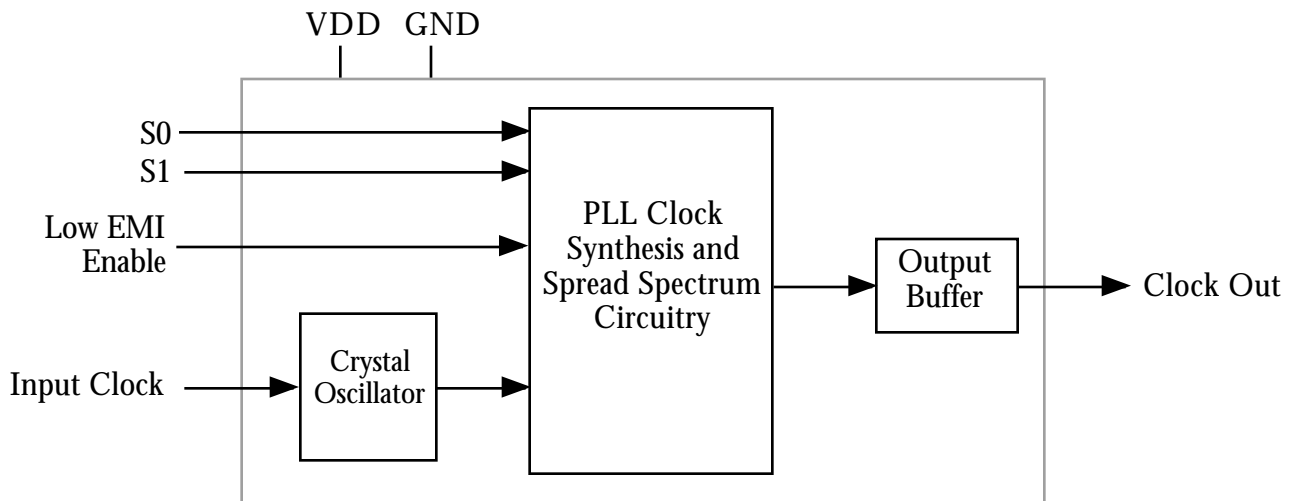 VDD GND
S0
S1
Low EMI
Enable
PLL Clock
Synthesis and
Spread Spectrum
Circuitry
Output
Buffer
Clock Out
Input Clock
Crystal
Oscillator